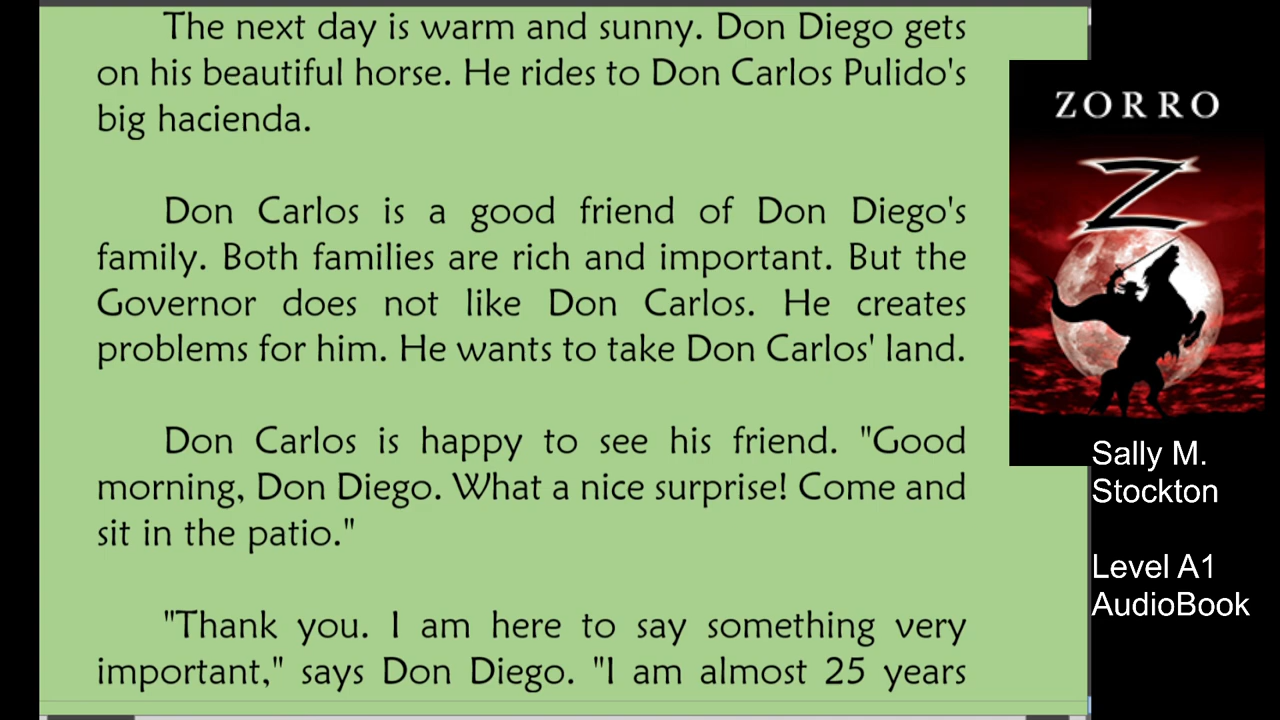 The next day is warm and sunny. Don Diego gets
on his beautiful horse. He rides to Don Carlos Pulido's
big hacienda.
Don Carlos is a good friend of Don Diego's
family. Both families are rich and important. But the
Governor does not like Don Carlos. He creates
problems for him. He wants to take Don Carlos' land.
Don Carlos is happy to see his friend. "Good
morning, Don Diego. What a nice surprise! Come and
sit in the patio."
"Thank you. I am here to say something very
important," says Don Diego. "I am almost 25 years
ZORRO
Z
Sally M.
Stockton
Level A1
AudioBook